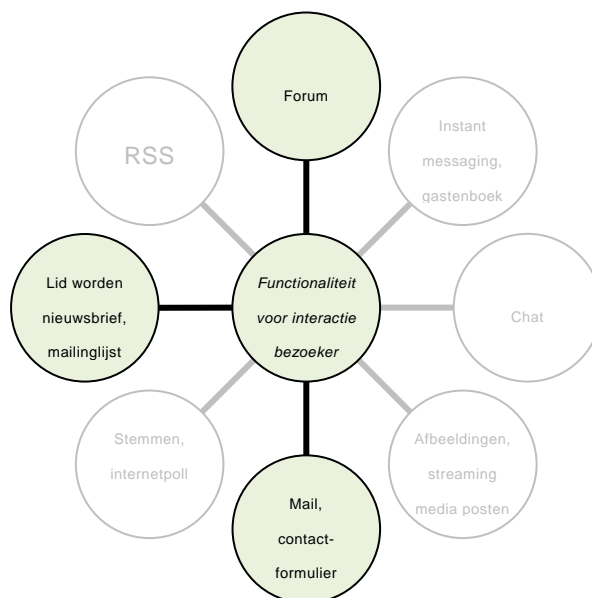 Forum
RSS
Instant
messaging,
gastenboek
Lid worden
nieuwsbrief,
mailinglijst
Functionaliteit
voor interactie
bezoeker
Chat
Stemmen,
internetpoll
Afbeeldingen,
streaming
media posten
Mail,
contact-
formulier